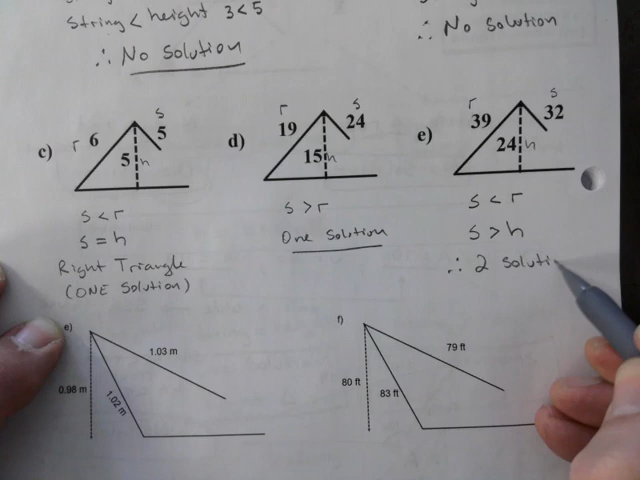 String < height 3 < 5
∴ No Solution
∴ No Solution
c) r 6 s 5 5 h
s < r
s = h
Right Triangle
(ONE Solution)
d) r 19 s 24 15 h
s > r
One Solution
e) r 39 s 32 24 h
s < r
s > h
∴ 2 soluti
e) 1.03 m
0.98 m 1.02 m
f) 79 ft
80 ft 83 ft